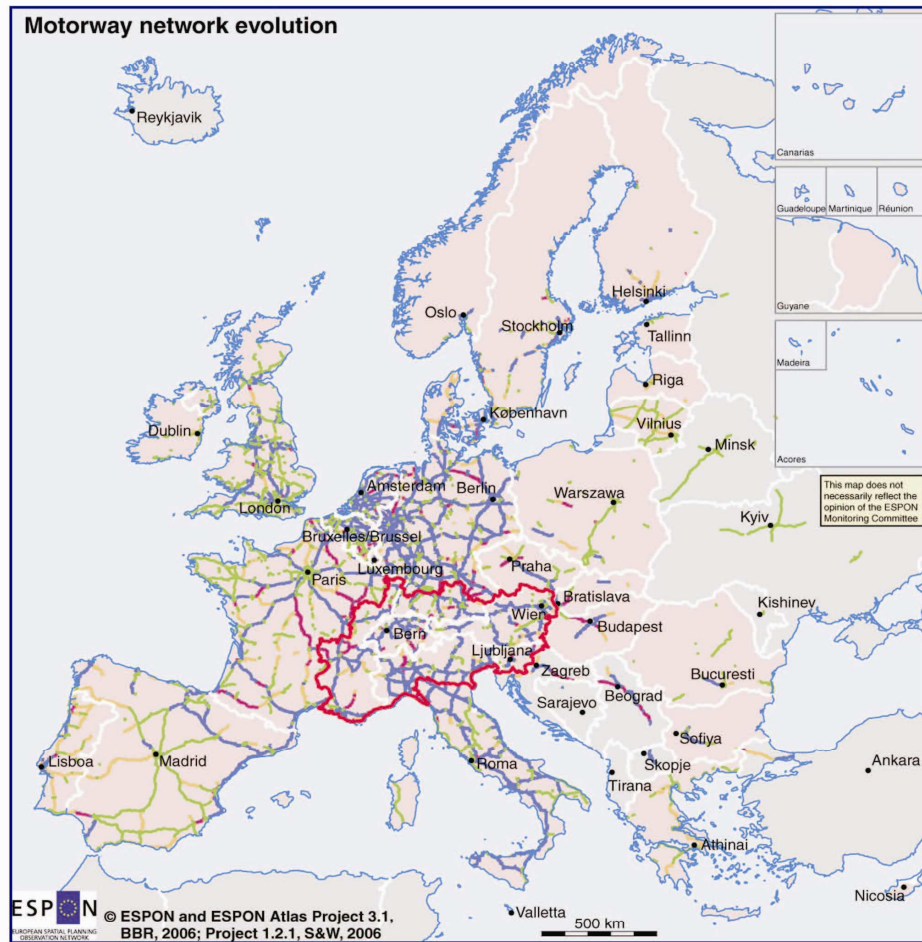 Motorway network evolution
Reykjavik
Canarias
Guadeloupe
Martinique
Réunion
Guyane
Madeira
Acores
This map does not
necessarily reflect the
opinion of the ESPON
Monitoring Committee
Helsinki
Oslo
Stockholm
Tallinn
Riga
København
Vilnius
Dublin
Minsk
Amsterdam
Berlin
Warszawa
London
Kyiv
Bruxelles/Brussel
Luxembourg
Praha
Paris
Bratislava
Wien
Kishinev
Budapest
Bern
Ljubljana
Zagreb
Bucuresti
Beograd
Sarajevo
Sofiya
Lisboa
Madrid
Roma
Skopje
Ankara
Tirana
Athinai
Nicosia
Valletta
500 km
ESPON
EUROPEAN SPATIAL PLANNING
OBSERVATION NETWORK
© ESPON and ESPON Atlas Project 3.1,
BBR, 2006; Project 1.2.1, S&W, 2006